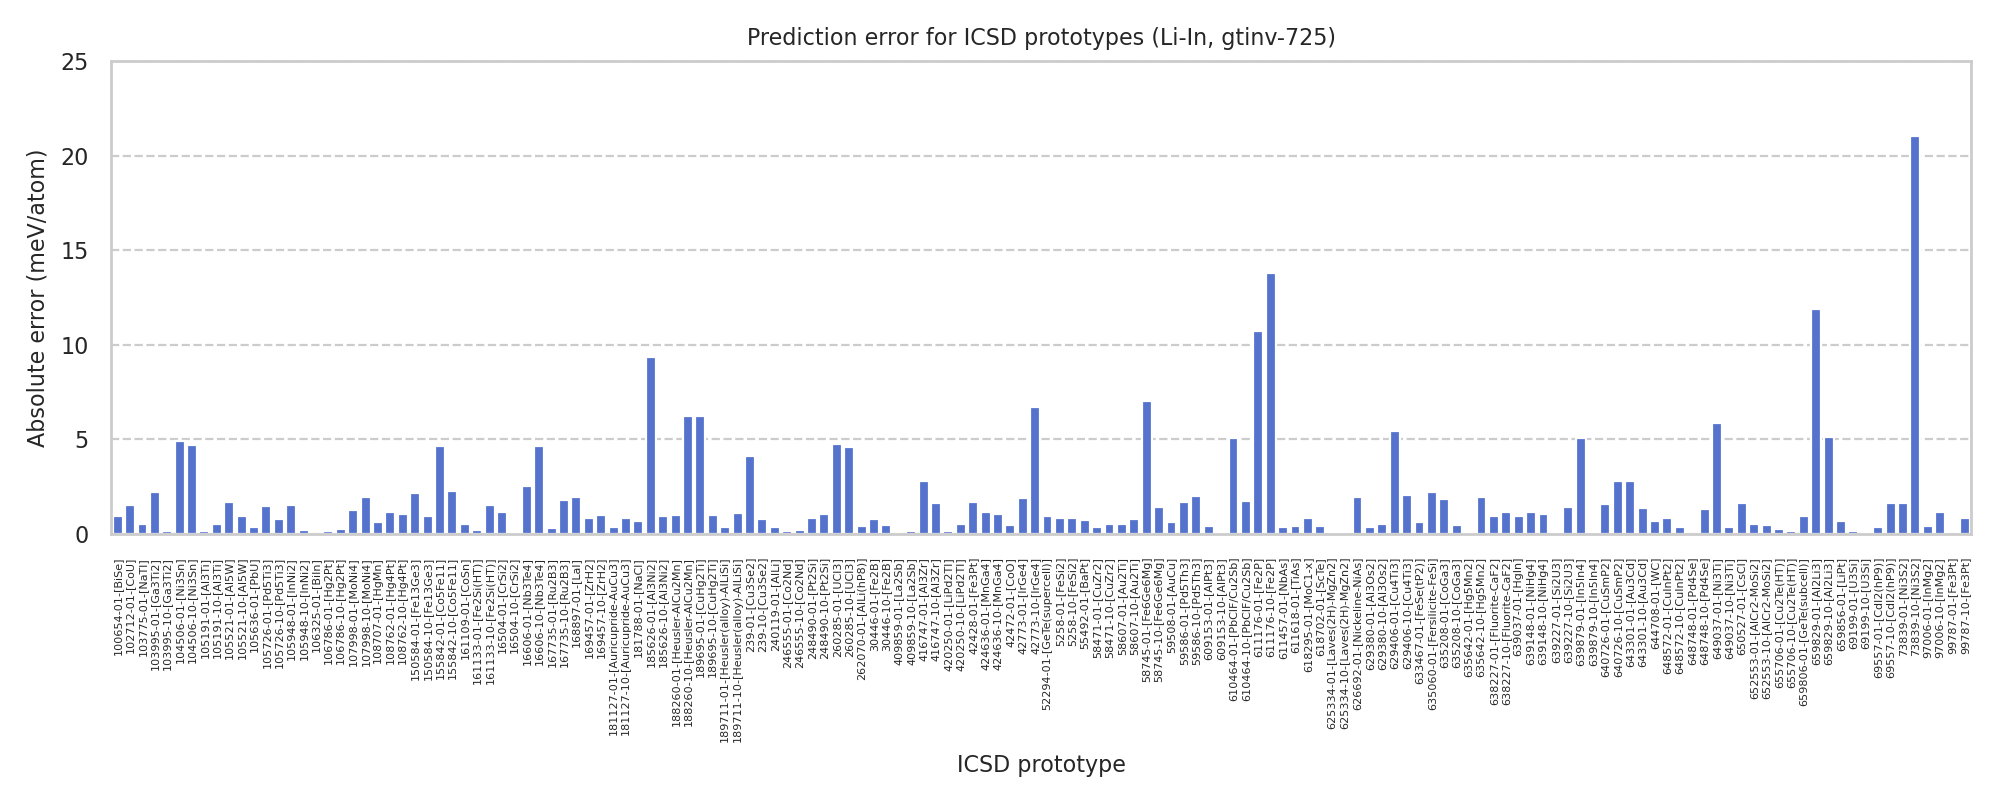 Prediction error for ICSD prototypes (Li-In, gtinv-725)
Absolute error (meV/atom)
25
20
15
10
5
0
100654-01-[BiSe]
102712-01-[CoU]
103775-01-[NaTl]
103995-01-[Ga3Ti2]
103995-10-[Ga3Ti2]
104506-01-[Ni3Sn]
104506-10-[Ni3Sn]
105191-01-[Al3Ti]
105191-10-[Al3Ti]
105521-01-[Al5W]
105521-10-[Al5W]
105636-01-[PbU]
105726-01-[Pd5Ti3]
105726-10-[Pd5Ti3]
105948-01-[InNi2]
105948-10-[InNi2]
106325-01-[BiIn]
106786-01-[Hg2Pt]
106786-10-[Hg2Pt]
107998-01-[MoNi4]
107998-10-[MoNi4]
108707-01-[HgMn]
108762-01-[Hg4Pt]
108762-10-[Hg4Pt]
150584-01-[Fe13Ge3]
150584-10-[Fe13Ge3]
155842-01-[Co5Fe11]
155842-10-[Co5Fe11]
161109-01-[CoSn]
161133-01-[Fe2Si(HT)]
161133-10-[Fe2Si(HT)]
16504-01-[CrSi2]
16504-10-[CrSi2]
16606-01-[Nb3Te4]
16606-10-[Nb3Te4]
167735-01-[Ru2B3]
167735-10-[Ru2B3]
168897-01-[LaI]
169457-01-[ZrH2]
169457-10-[ZrH2]
181127-01-[Auricupride-AuCu3]
181127-10-[Auricupride-AuCu3]
181788-01-[NaCl]
185626-01-[Al3Ni2]
185626-10-[Al3Ni2]
188260-01-[Heusler-AlCu2Mn]
188260-10-[Heusler-AlCu2Mn]
189695-01-[CuHg2Ti]
189695-10-[CuHg2Ti]
189711-01-[Heusler(alloy)-AlLiSi]
189711-10-[Heusler(alloy)-AlLiSi]
239-01-[Cu3Se2]
239-10-[Cu3Se2]
240119-01-[AlLi]
246555-01-[Co2Nd]
246555-10-[Co2Nd]
248490-01-[Pt2Si]
248490-10-[Pt2Si]
260285-01-[UCl3]
260285-10-[UCl3]
262070-01-[AlLi(hP8)]
30446-01-[Fe2B]
30446-10-[Fe2B]
409859-01-[La2Sb]
409859-10-[La2Sb]
416747-01-[Al3Zr]
416747-10-[Al3Zr]
420250-01-[LiPd2Tl]
420250-10-[LiPd2Tl]
42428-01-[Fe3Pt]
424636-01-[MnGa4]
424636-10-[MnGa4]
42472-01-[CoO]
42773-01-[IrGe4]
42773-10-[IrGe4]
52294-01-[GeTe(supercell)]
5258-01-[FeSi2]
5258-10-[FeSi2]
55492-01-[BaPt]
58471-01-[CuZr2]
58471-10-[CuZr2]
58607-01-[Au2Ti]
58607-10-[Au2Ti]
58745-01-[Fe6Ge6Mg]
58745-10-[Fe6Ge6Mg]
59508-01-[AuCu]
59586-01-[Pd5Th3]
59586-10-[Pd5Th3]
609153-01-[AlPt3]
609153-10-[AlPt3]
610464-01-[PbClF/Cu2Sb]
610464-10-[PbClF/Cu2Sb]
611176-01-[Fe2P]
611176-10-[Fe2P]
611457-01-[NbAs]
611618-01-[TiAs]
618295-01-[MoC1-x]
618702-01-[ScTe]
625334-01-[Laves(2H)-MgZn2]
625334-10-[Laves(2H)-MgZn2]
626692-01-[Nickeline-NiAs]
629380-01-[Al3Os2]
629380-10-[Al3Os2]
629406-01-[Cu4Ti3]
629406-10-[Cu4Ti3]
633467-01-[FeSe(tP2)]
635060-01-[Fersilicite-FeSi]
635208-01-[CoGa3]
635208-10-[CoGa3]
635642-01-[Hg5Mn2]
635642-10-[Hg5Mn2]
638227-01-[Fluorite-CaF2]
638227-10-[Fluorite-CaF2]
639037-01-[HgIn]
639148-01-[NiHg4]
639148-10-[NiHg4]
639227-01-[Si2U3]
639227-10-[Si2U3]
639879-01-[In5In4]
639879-10-[In5In4]
640726-01-[CuSmP2]
640726-10-[CuSmP2]
643301-01-[Au3Cd]
643301-10-[Au3Cd]
644708-01-[WC]
648572-01-[CuInPt2]
648572-10-[CuInPt2]
648748-01-[Pd4Se]
648748-10-[Pd4Se]
649037-01-[Ni3Ti]
649037-10-[Ni3Ti]
650527-01-[CsCl]
652553-01-[AlCr2-MoSi2]
652553-10-[AlCr2-MoSi2]
655706-01-[Cu2Te(HT)]
655706-10-[Cu2Te(HT)]
659806-01-[GeTe(subcell)]
659829-01-[Al2Li3]
659829-10-[Al2Li3]
659856-01-[LiPt]
69199-01-[U3Si]
69199-10-[U3Si]
69557-01-[CdI2(hP9)]
69557-10-[CdI2(hP9)]
73839-01-[Ni3S2]
73839-10-[Ni3S2]
97006-01-[InMg2]
97006-10-[InMg2]
99787-01-[Fe3Pt]
99787-10-[Fe3Pt]
ICSD prototype